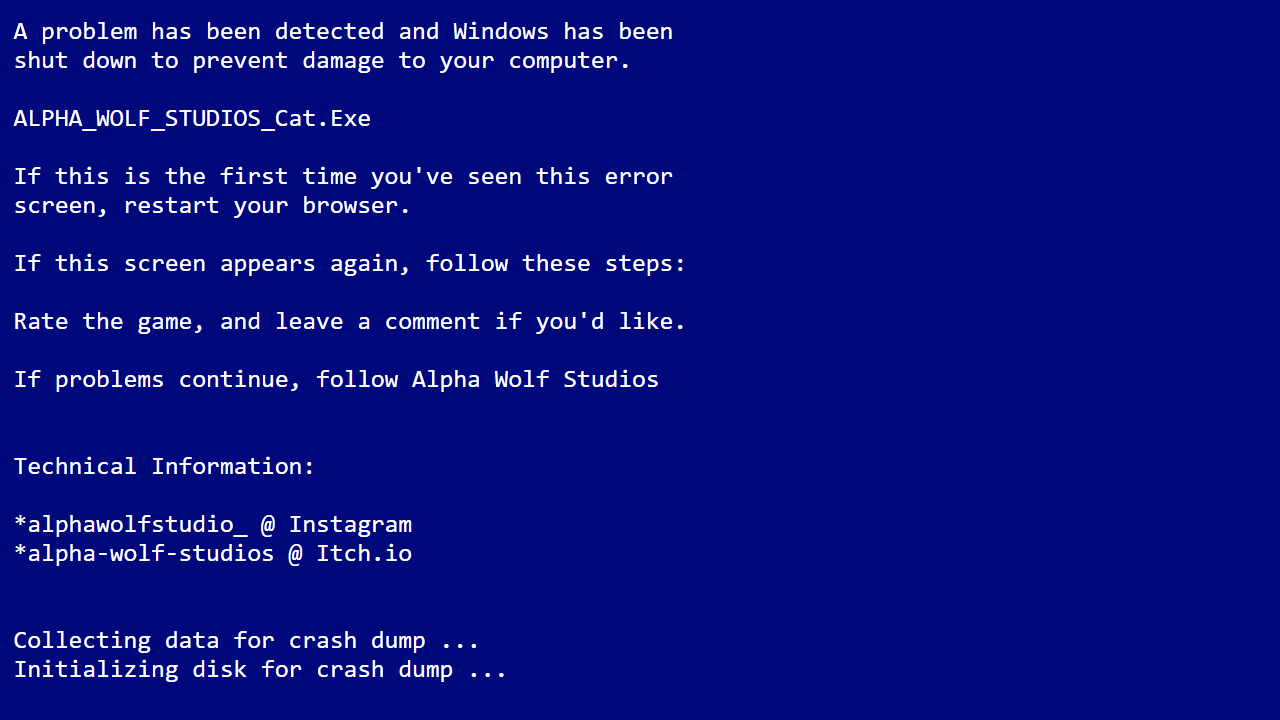 A problem has been detected and Windows has been
shut down to prevent damage to your computer.
ALPHA_WOLF_STUDIOS_Cat.Exe
If this is the first time you've seen this error
screen, restart your browser.
If this screen appears again, follow these steps:
Rate the game, and leave a comment if you'd like.
If problems continue, follow Alpha Wolf Studios
Technical Information:
*alphawolfstudio_ @ Instagram
*alpha-wolf-studios @ Itch.io
Collecting data for crash dump ...
Initializing disk for crash dump ...